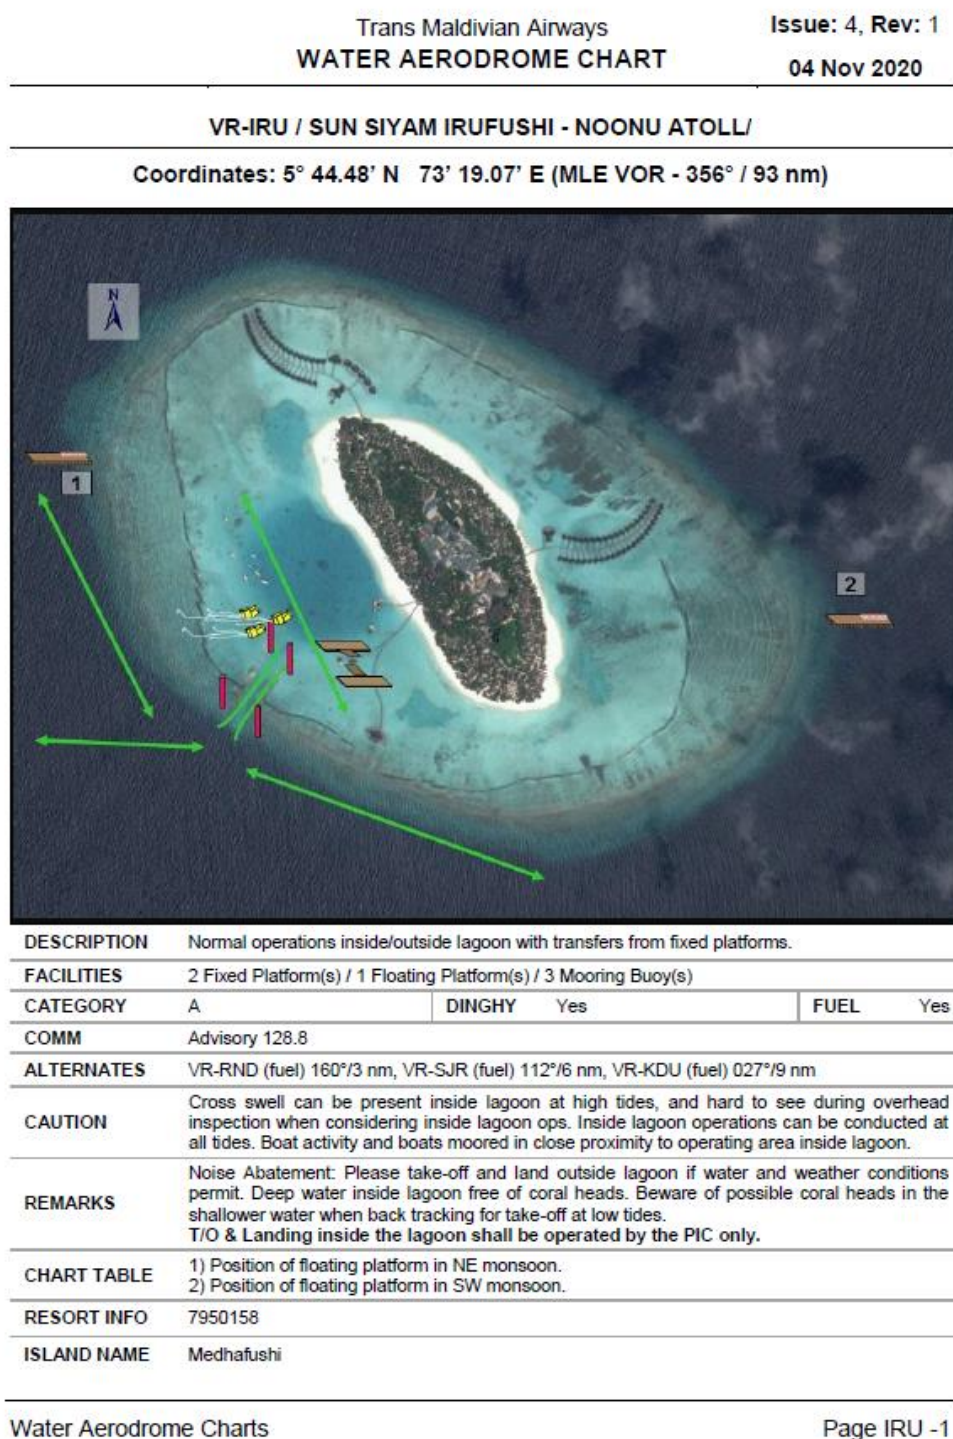 Trans Maldivian Airways
WATER AERODROME CHART
Issue: 4, Rev: 1
04 Nov 2020
VR-IRU / SUN SIYAM IRUFUSHI - NOONU ATOLL/
Coordinates: 5° 44.48' N 73' 19.07' E (MLE VOR - 356° / 93 nm)
N
1
2
DESCRIPTION Normal operations inside/outside lagoon with transfers from fixed platforms.
FACILITIES 2 Fixed Platform(s) / 1 Floating Platform(s) / 3 Mooring Buoy(s)
CATEGORY A DINGHY Yes FUEL Yes
COMM Advisory 128.8
ALTERNATES VR-RND (fuel) 160°/3 nm, VR-SJR (fuel) 112°/6 nm, VR-KDU (fuel) 027°/9 nm
CAUTION
Cross swell can be present inside lagoon at high tides, and hard to see during overhead
inspection when considering inside lagoon ops. Inside lagoon operations can be conducted at
all tides. Boat activity and boats moored in close proximity to operating area inside lagoon.
REMARKS
Noise Abatement: Please take-off and land outside lagoon if water and weather conditions
permit. Deep water inside lagoon free of coral heads. Beware of possible coral heads in the
shallower water when back tracking for take-off at low tides.
T/O & Landing inside the lagoon shall be operated by the PIC only.
CHART TABLE
1) Position of floating platform in NE monsoon.
2) Position of floating platform in SW monsoon.
RESORT INFO 7950158
ISLAND NAME Medhafushi
Water Aerodrome Charts Page IRU -1